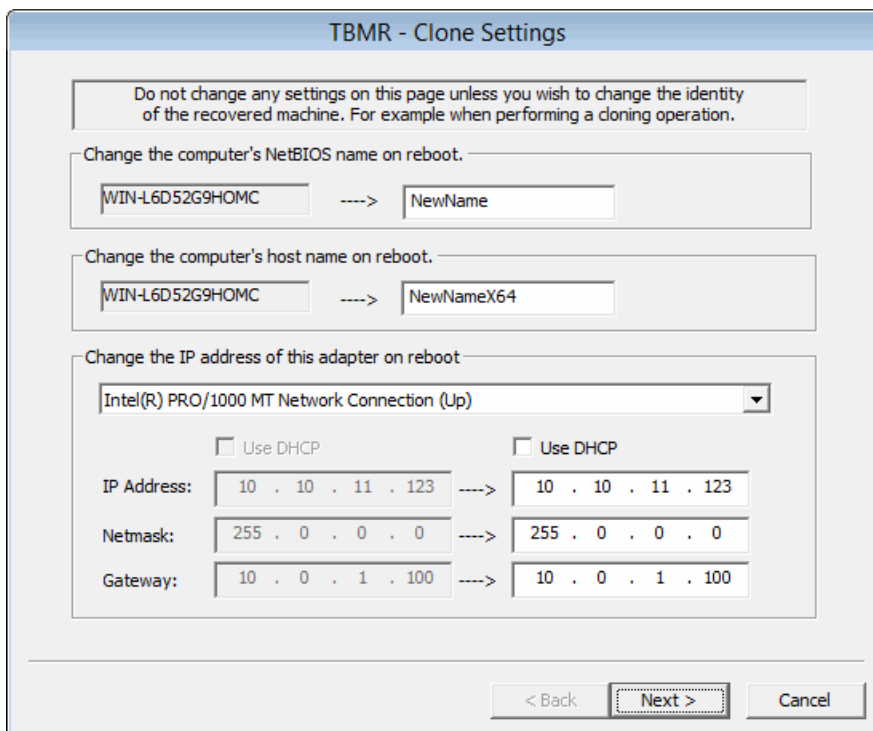 TBMR - Clone Settings
Do not change any settings on this page unless you wish to change the identity
of the recovered machine. For example when performing a cloning operation.
Change the computer's NetBIOS name on reboot.
WIN-L6D52G9HOMC ----> NewName
Change the computer's host name on reboot.
WIN-L6D52G9HOMC ----> NewNameX64
Change the IP address of this adapter on reboot
Intel(R) PRO/1000 MT Network Connection (Up)
Use DHCP Use DHCP
IP Address: 10 . 10 . 11 . 123 ----> 10 . 10 . 11 . 123
Netmask: 255 . 0 . 0 . 0 ----> 255 . 0 . 0 . 0
Gateway: 10 . 0 . 1 . 100 ----> 10 . 0 . 1 . 100
< Back Next > Cancel